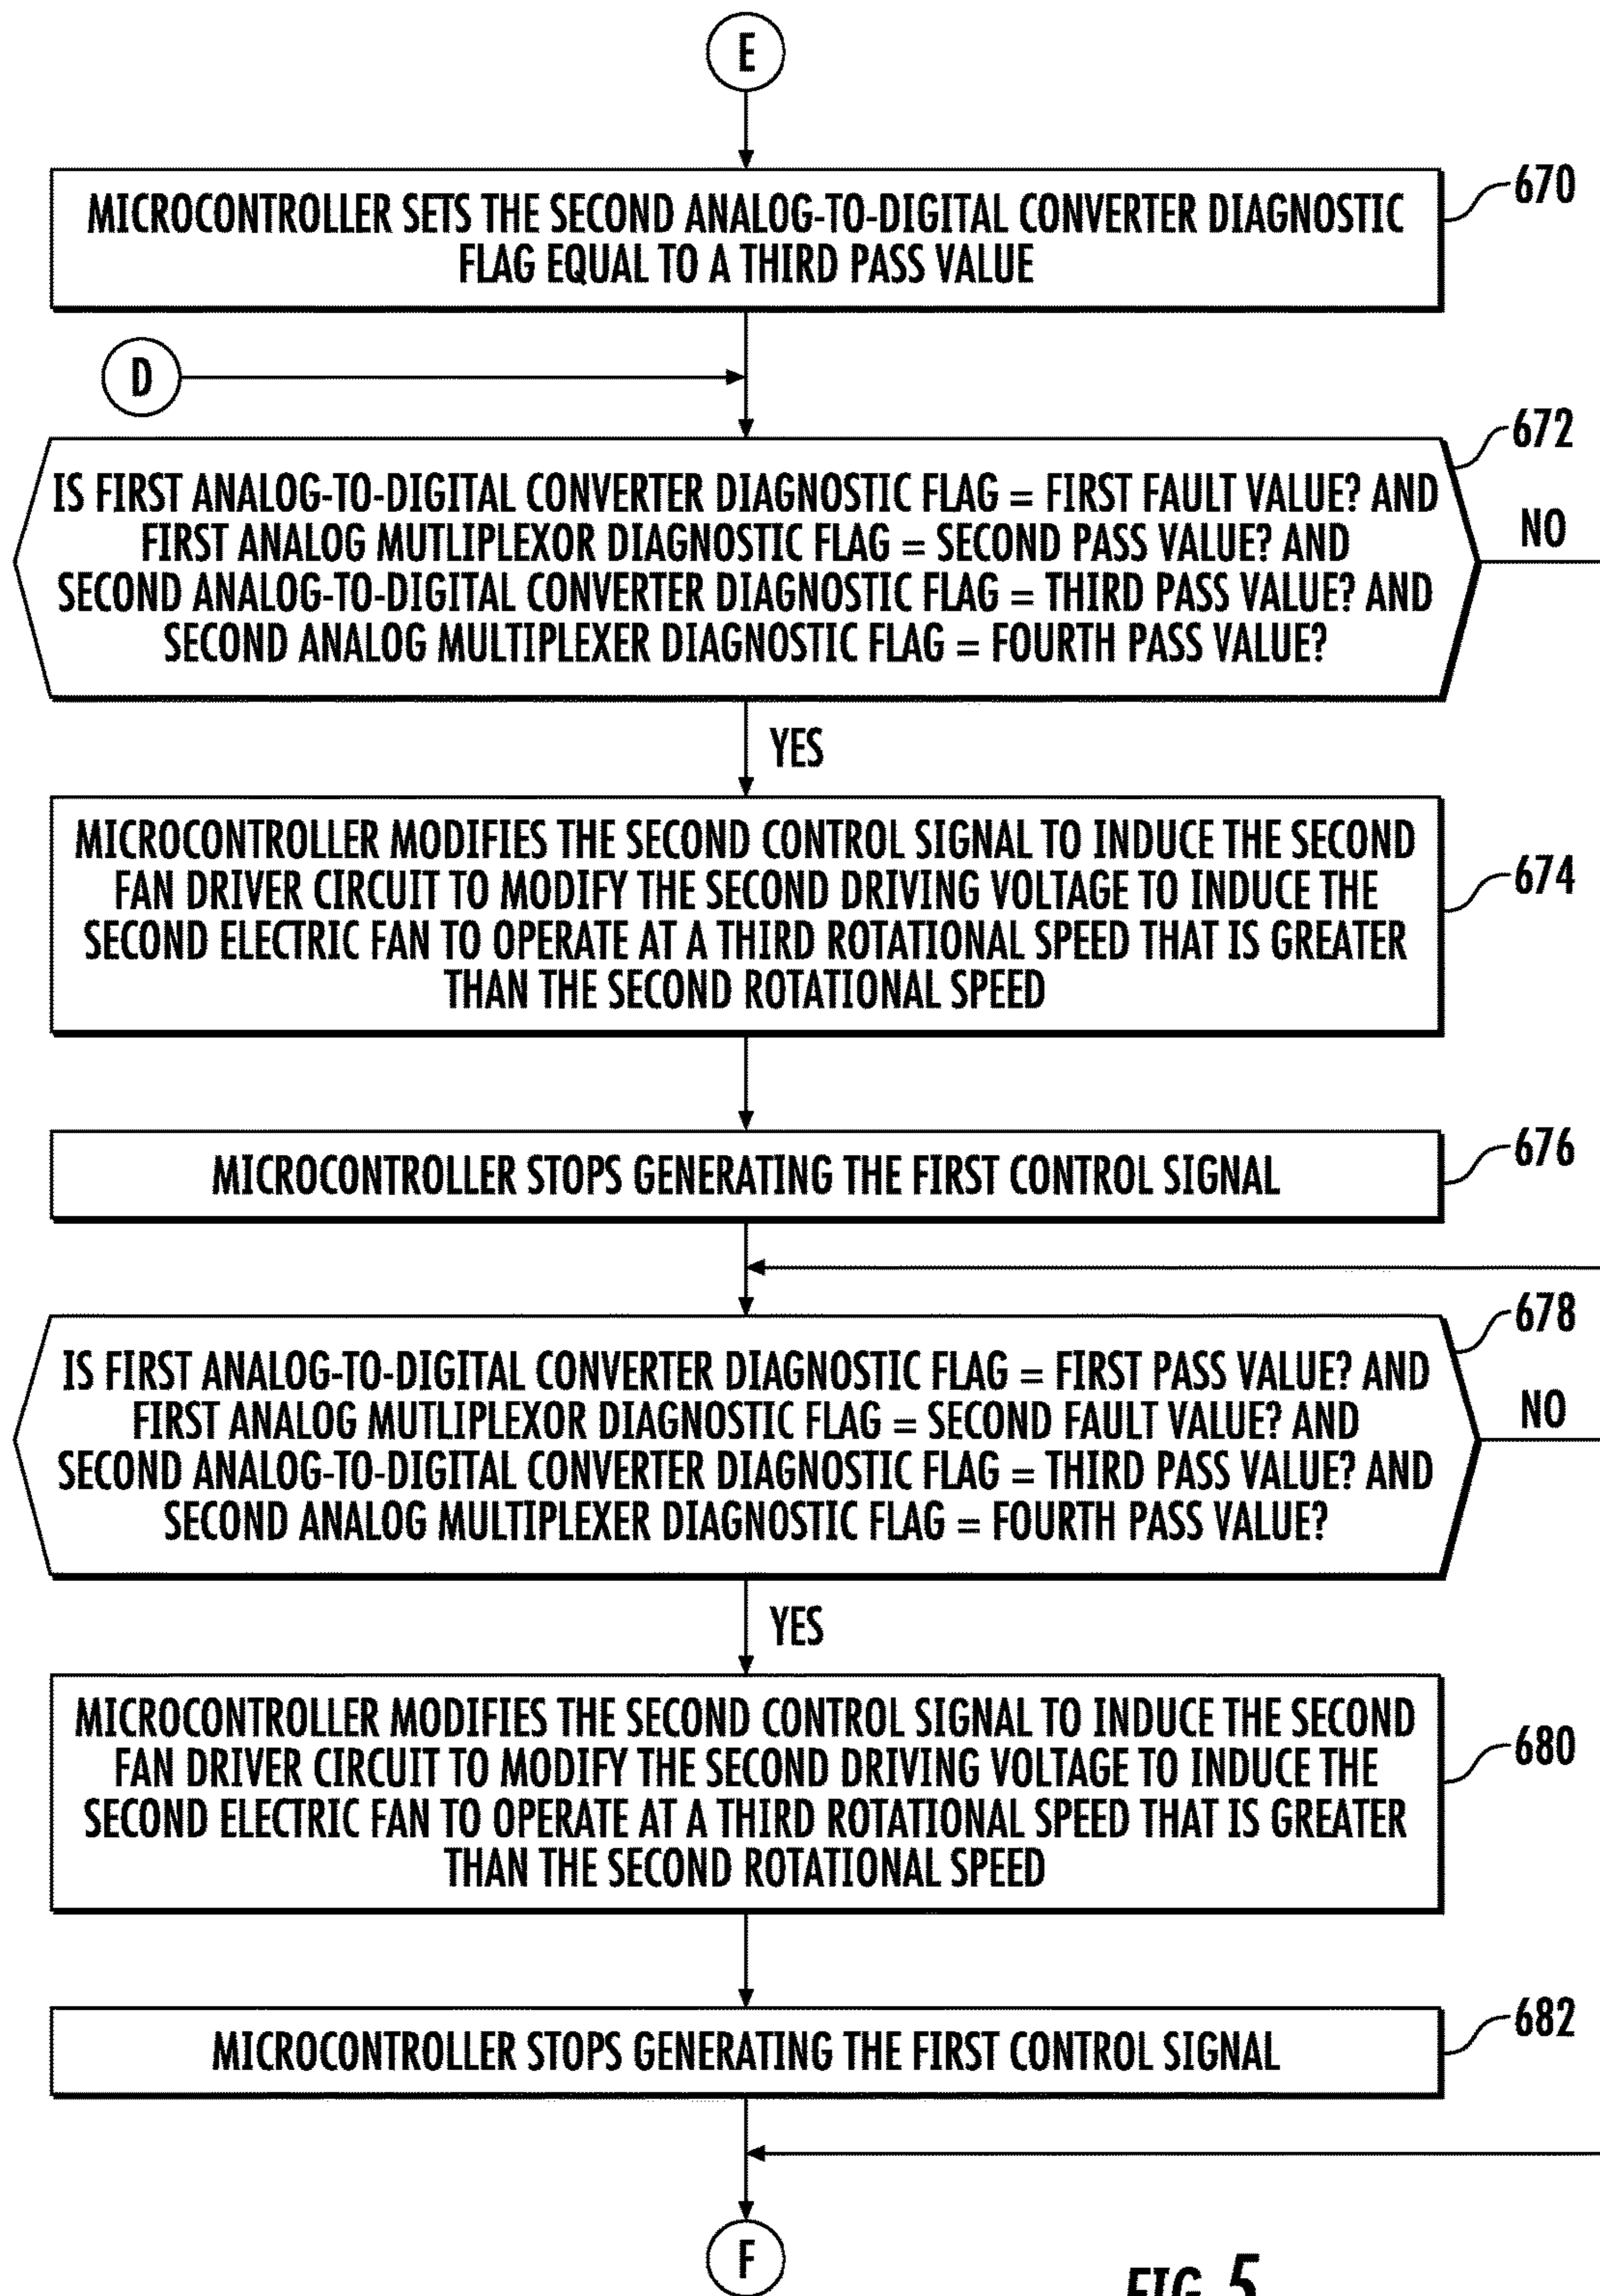 E
670
MICROCONTROLLER SETS THE SECOND ANALOG-TO-DIGITAL CONVERTER DIAGNOSTIC
FLAG EQUAL TO A THIRD PASS VALUE
D
672
IS FIRST ANALOG-TO-DIGITAL CONVERTER DIAGNOSTIC FLAG = FIRST FAULT VALUE? AND
FIRST ANALOG MUTLIPLEXOR DIAGNOSTIC FLAG = SECOND PASS VALUE? AND
SECOND ANALOG-TO-DIGITAL CONVERTER DIAGNOSTIC FLAG = THIRD PASS VALUE? AND
SECOND ANALOG MULTIPLEXER DIAGNOSTIC FLAG = FOURTH PASS VALUE?
NO
YES
MICROCONTROLLER MODIFIES THE SECOND CONTROL SIGNAL TO INDUCE THE SECOND
FAN DRIVER CIRCUIT TO MODIFY THE SECOND DRIVING VOLTAGE TO INDUCE THE
SECOND ELECTRIC FAN TO OPERATE AT A THIRD ROTATIONAL SPEED THAT IS GREATER
THAN THE SECOND ROTATIONAL SPEED
674
MICROCONTROLLER STOPS GENERATING THE FIRST CONTROL SIGNAL
676
678
IS FIRST ANALOG-TO-DIGITAL CONVERTER DIAGNOSTIC FLAG = FIRST PASS VALUE? AND
FIRST ANALOG MUTLIPLEXOR DIAGNOSTIC FLAG = SECOND FAULT VALUE? AND
SECOND ANALOG-TO-DIGITAL CONVERTER DIAGNOSTIC FLAG = THIRD PASS VALUE? AND
SECOND ANALOG MULTIPLEXER DIAGNOSTIC FLAG = FOURTH PASS VALUE?
NO
YES
MICROCONTROLLER MODIFIES THE SECOND CONTROL SIGNAL TO INDUCE THE SECOND
FAN DRIVER CIRCUIT TO MODIFY THE SECOND DRIVING VOLTAGE TO INDUCE THE
SECOND ELECTRIC FAN TO OPERATE AT A THIRD ROTATIONAL SPEED THAT IS GREATER
THAN THE SECOND ROTATIONAL SPEED
680
MICROCONTROLLER STOPS GENERATING THE FIRST CONTROL SIGNAL
682
F
FIG. 5